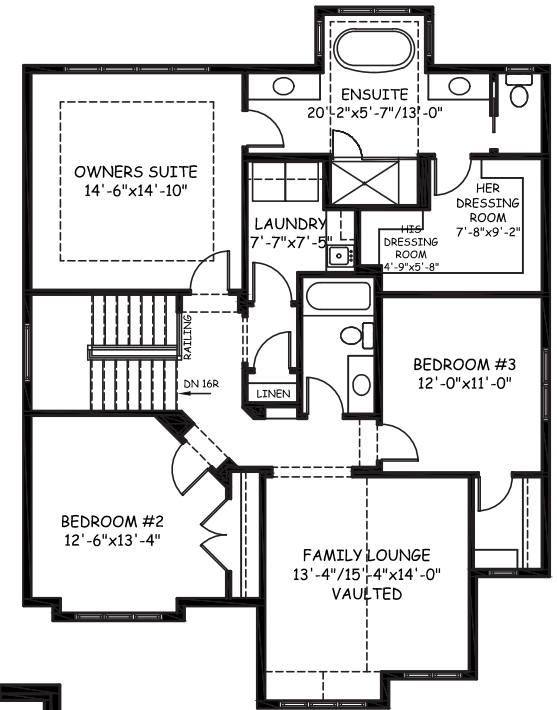 ENSUITE
20'-2"x5'-7"/13'-0"
OWNERS SUITE
14'-6"x14'-10"
HER
DRESSING
ROOM
7'-8"x9'-2"
LAUNDRY
7'-7"x7'-5"
HIS
DRESSING
ROOM
4'-9"x5'-8"
RAILING
DN 16R
LINEN
BEDROOM #3
12'-0"x11'-0"
BEDROOM #2
12'-6"x13'-4"
FAMILY LOUNGE
13'-4"/15'-4"x14'-0"
VAULTED